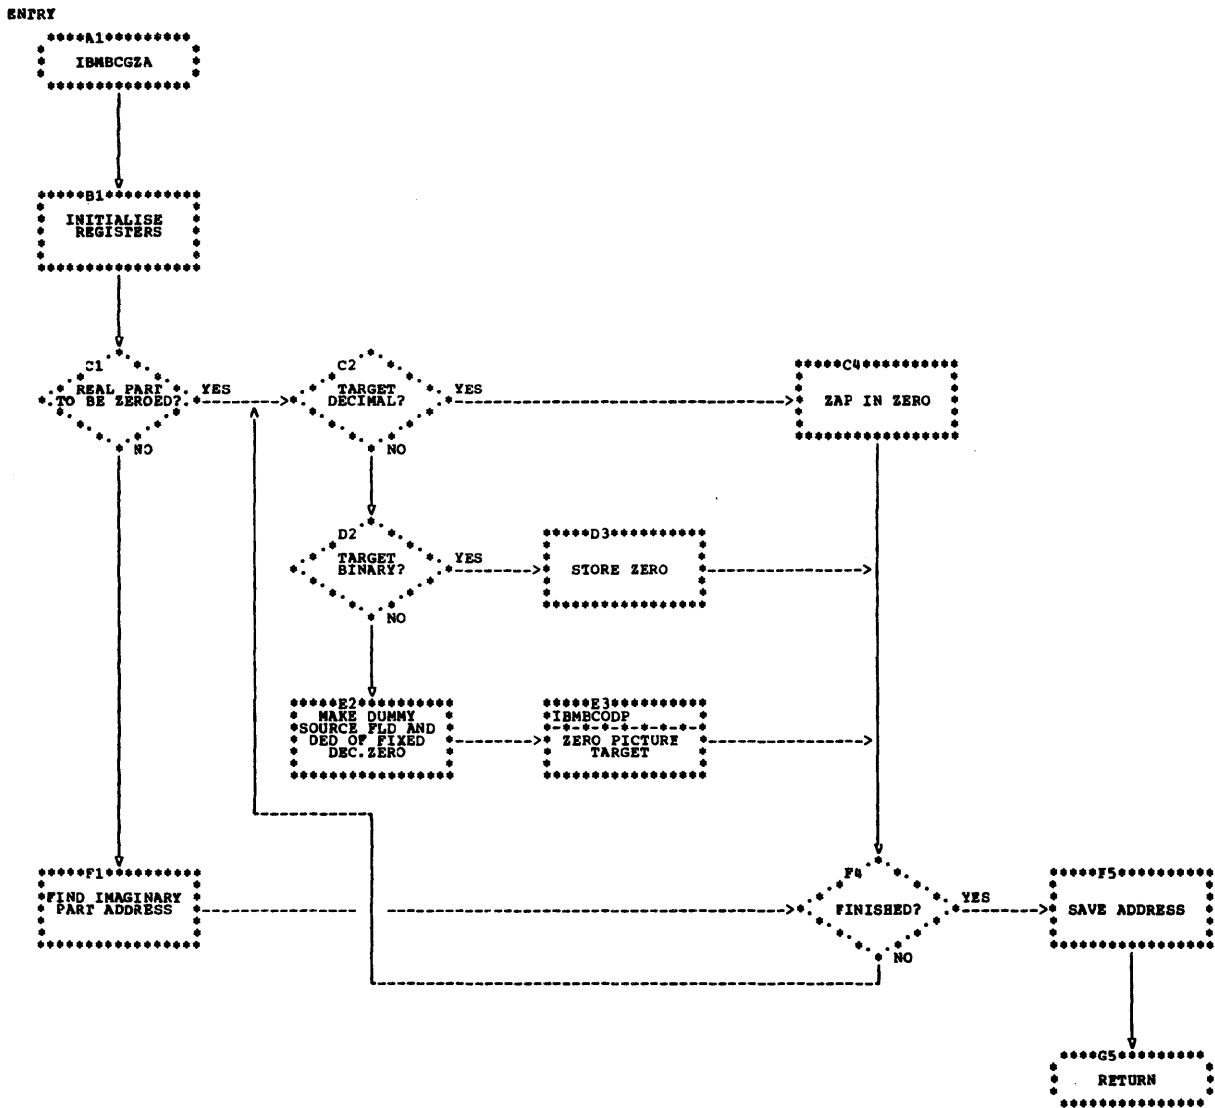 ENTRY
A1
IBMBCGZA
B1
INITIALISE
REGISTERS
C1
REAL PART
TO BE ZEROED?
YES
NO
C2
TARGET
DECIMAL?
YES
NO
C4
ZAP IN ZERO
D2
TARGET
BINARY?
YES
NO
D3
STORE ZERO
E2
MAKE DUMMY
SOURCE FLD AND
DED OF FIXED
DEC.ZERO
E3
IBMBCODP
ZERO PICTURE
TARGET
F1
FIND IMAGINARY
PART ADDRESS
F4
FINISHED?
YES
NO
F5
SAVE ADDRESS
G5
RETURN